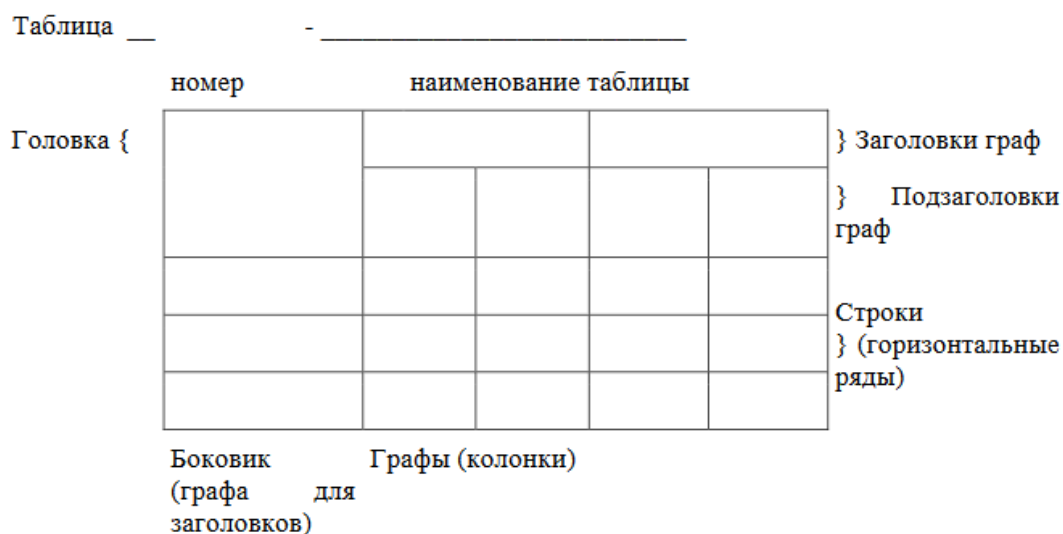 Таблица __ - __________________________
номер наименование таблицы
Головка {
} Заголовки граф
} Подзаголовки
граф
Строки
} (горизонтальные
ряды)
Боковик Графы (колонки)
(графа для
заголовков)